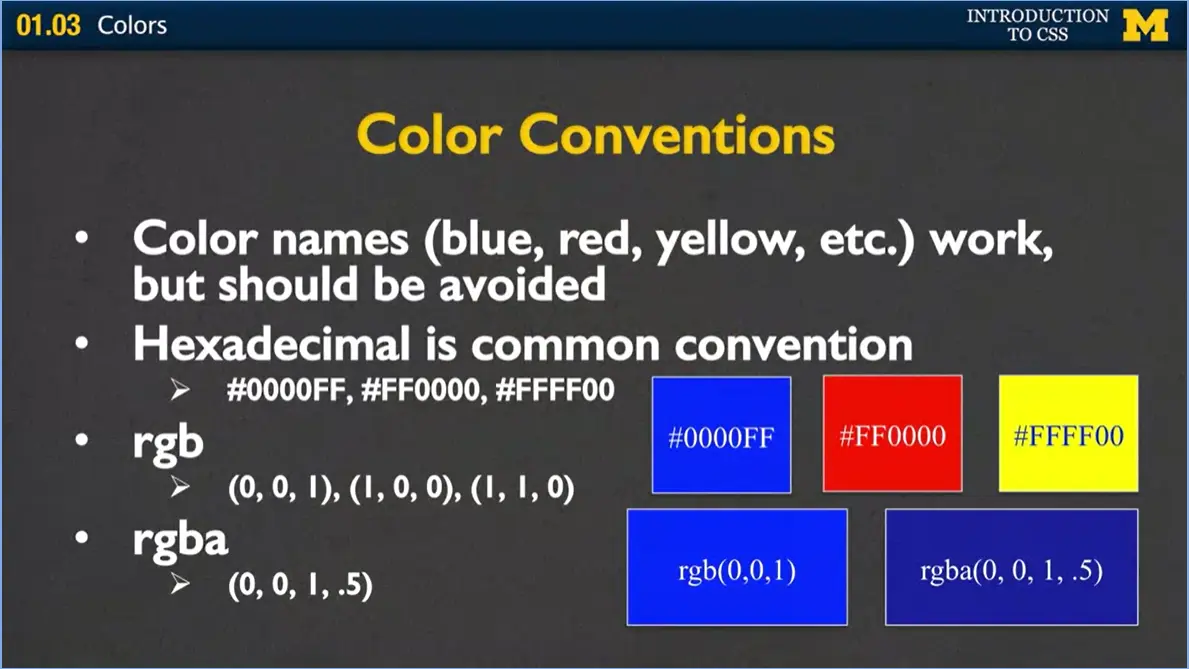 01.03 Colors
INTRODUCTION
TO CSS
M
Color Conventions
• Color names (blue, red, yellow, etc.) work,
but should be avoided
• Hexadecimal is common convention
➢ #0000FF, #FF0000, #FFFF00
#0000FF
#FF0000
#FFFF00
• rgb
➢ (0, 0, 1), (1, 0, 0), (1, 1, 0)
• rgba
➢ (0, 0, 1, .5)
rgb(0,0,1)
rgba(0, 0, 1, .5)